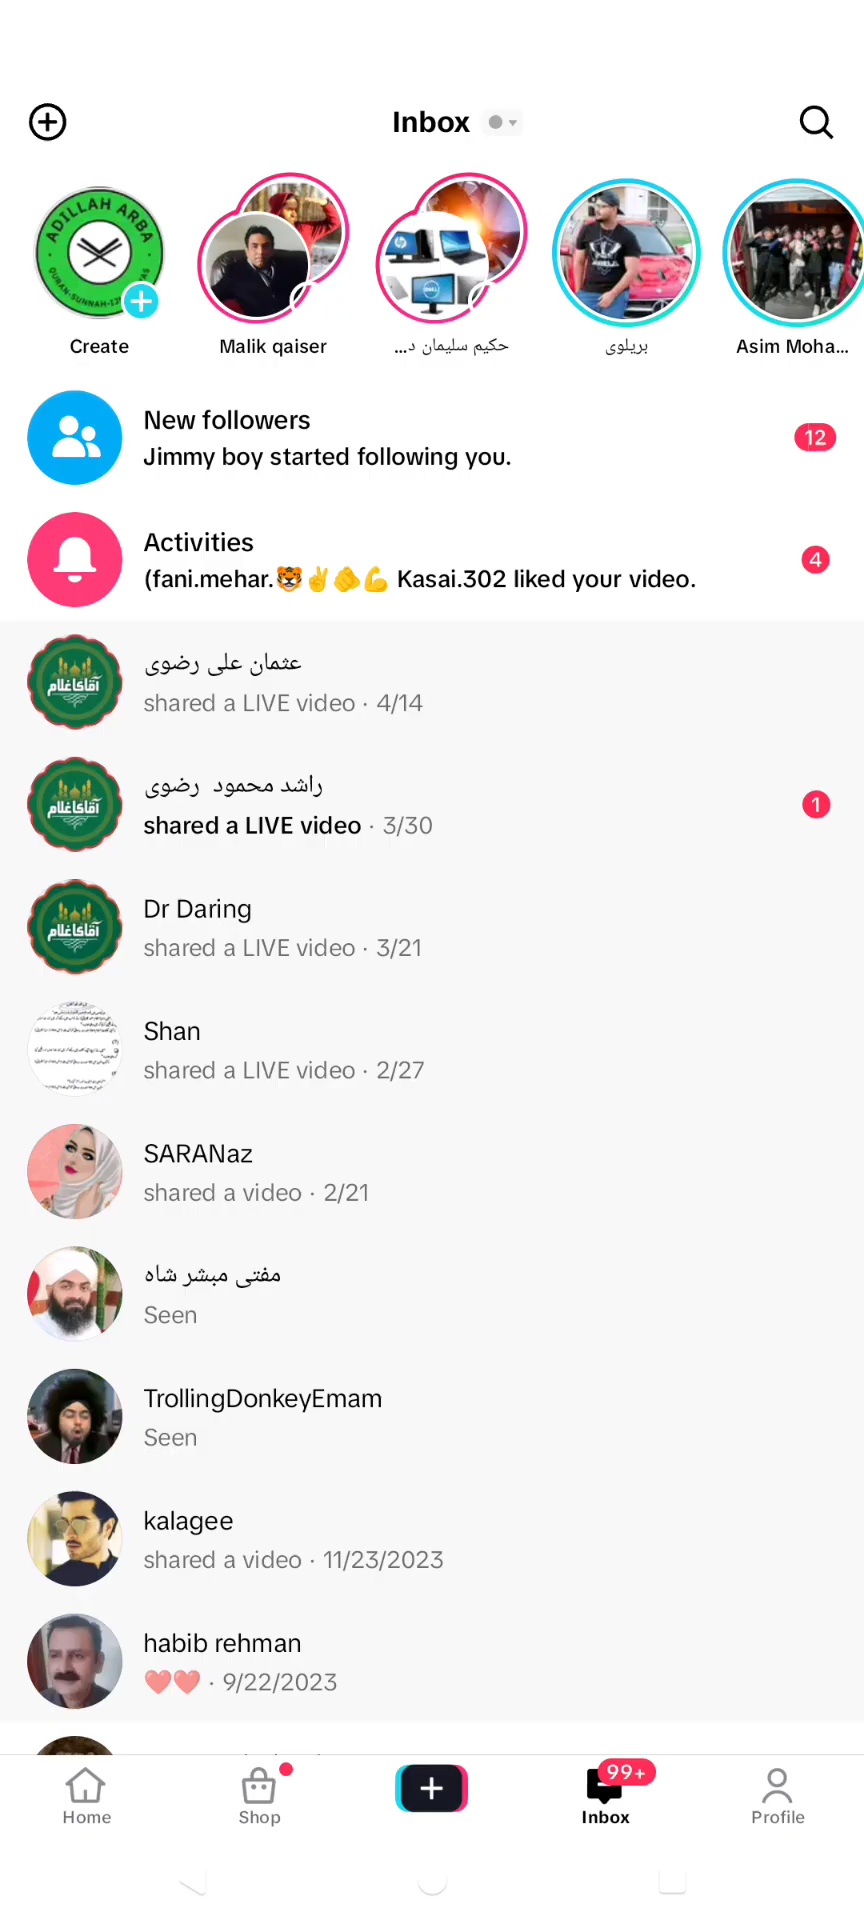 Inbox
ADILLAH ARBA
Create
Malik qaiser
حکیم سلیمان د...
بریلوی
Asim Moha...
New followers
Jimmy boy started following you.
12
Activities
(fani.mehar.🐯✌️🫵💪 Kasai.302 liked your video.
4
عثمان علی رضوی
shared a LIVE video · 4/14
راشد محمود رضوی
shared a LIVE video · 3/30
1
Dr Daring
shared a LIVE video · 3/21
Shan
shared a LIVE video · 2/27
SARANaz
shared a video · 2/21
مفتی مبشر شاہ
Seen
TrollingDonkeyEmam
Seen
kalagee
shared a video · 11/23/2023
habib rehman
❤️❤️ · 9/22/2023
Home
Shop
99+
Inbox
Profile